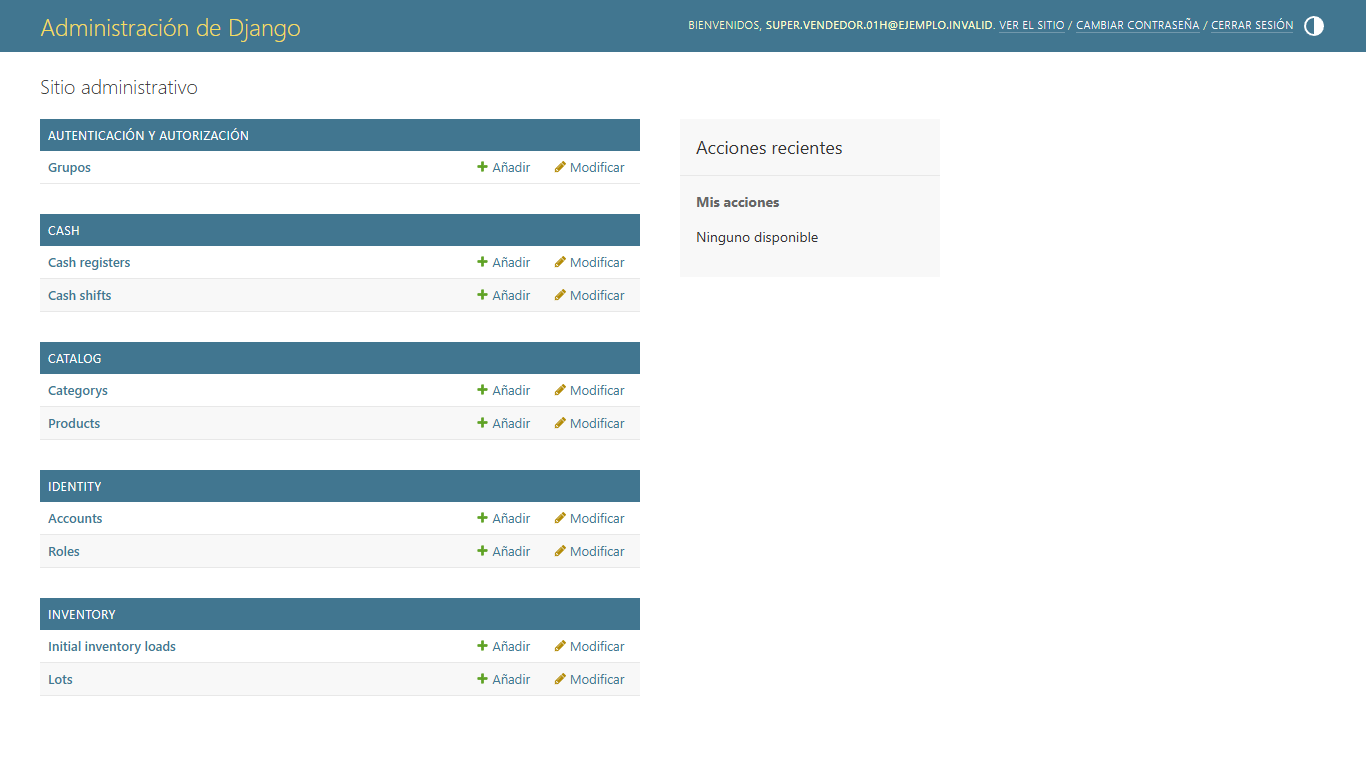 Administración de Django
BIENVENIDOS, SUPER.VENDEDOR.01H@EJEMPLO.INVALID. VER EL SITIO / CAMBIAR CONTRASEÑA / CERRAR SESIÓN
Sitio administrativo
AUTENTICACIÓN Y AUTORIZACIÓN
Grupos Añadir Modificar
CASH
Cash registers Añadir Modificar
Cash shifts Añadir Modificar
CATALOG
Categorys Añadir Modificar
Products Añadir Modificar
IDENTITY
Accounts Añadir Modificar
Roles Añadir Modificar
INVENTORY
Initial inventory loads Añadir Modificar
Lots Añadir Modificar
Acciones recientes
Mis acciones
Ninguno disponible